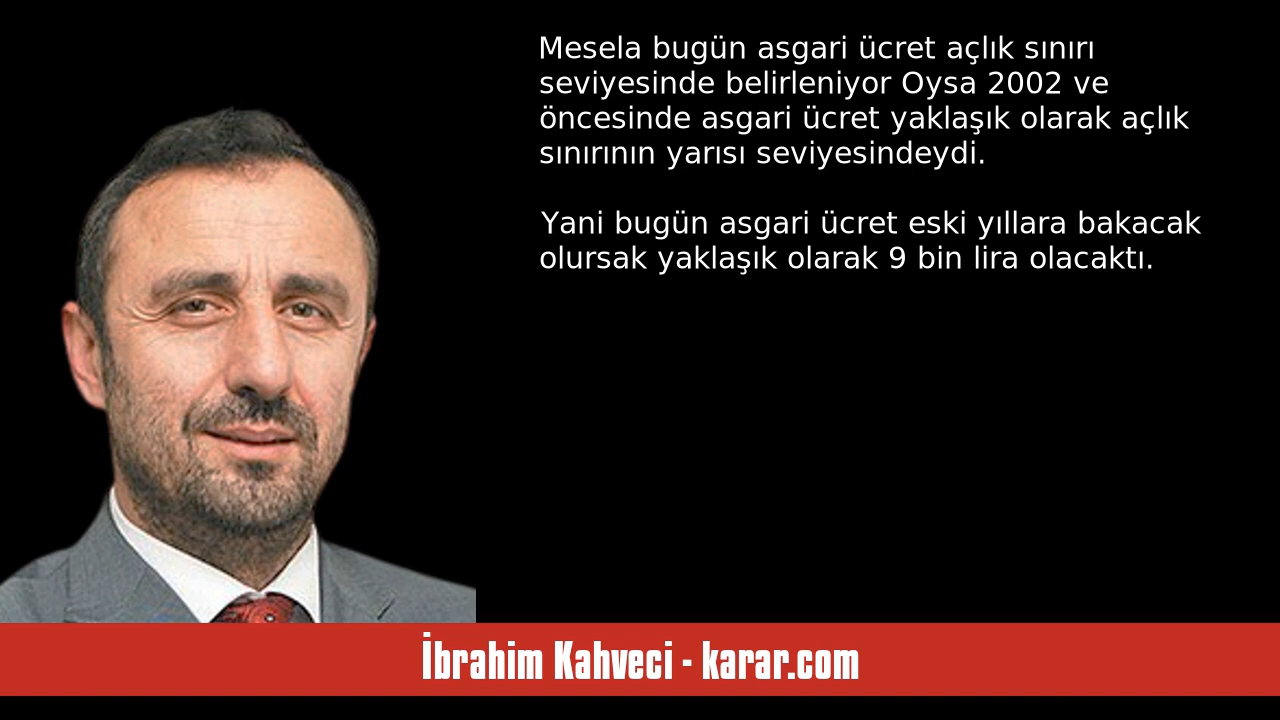 Mesela bugün asgari ücret açlık sınırı
seviyesinde belirleniyor Oysa 2002 ve
öncesinde asgari ücret yaklaşık olarak açlık
sınırının yarısı seviyesindeydi.
Yani bugün asgari ücret eski yıllara bakacak
olursak yaklaşık olarak 9 bin lira olacaktı.
İbrahim Kahveci - karar.com